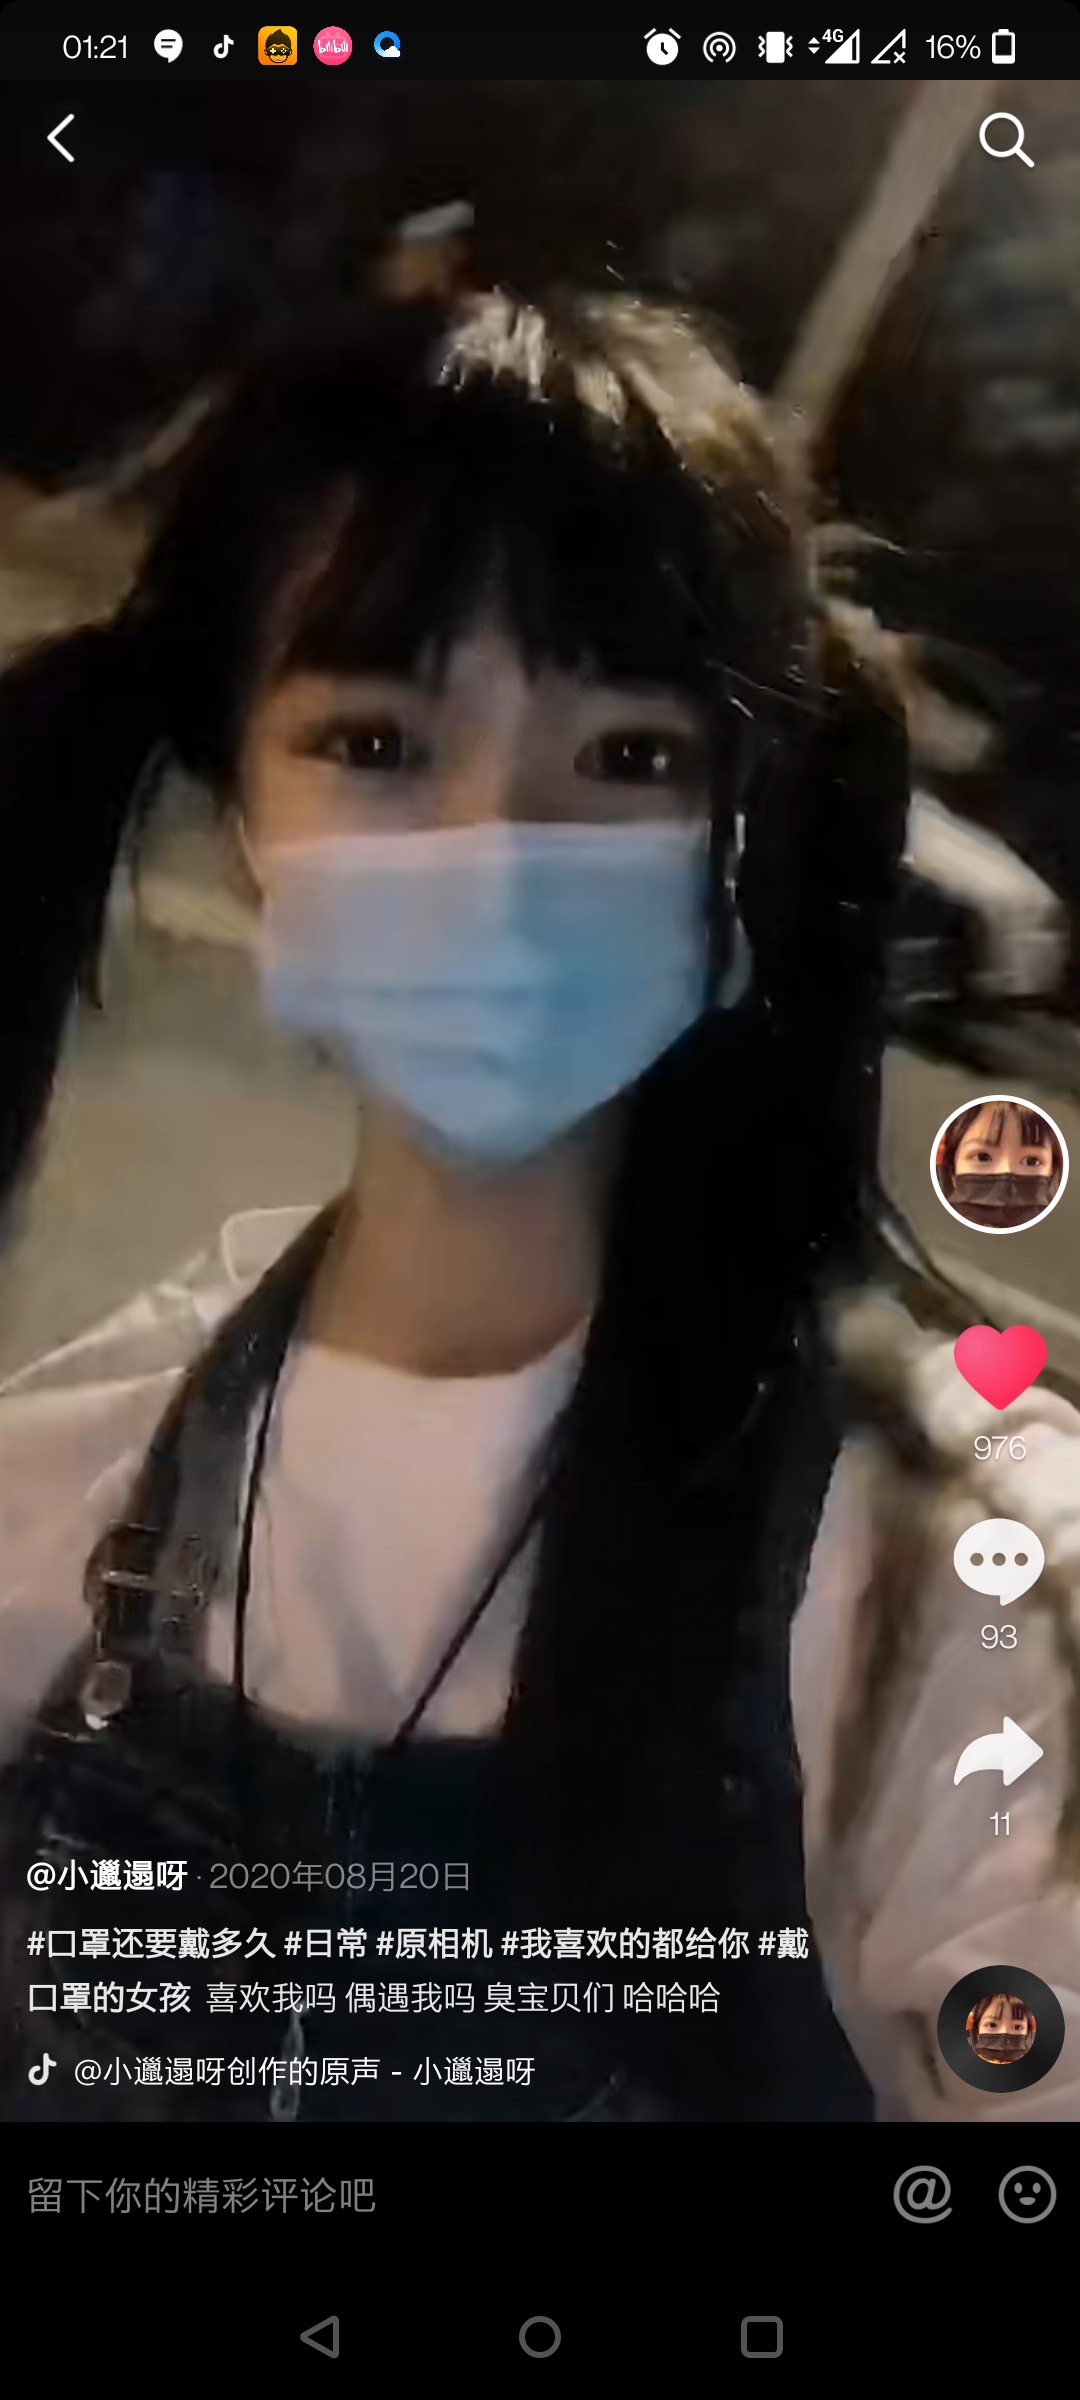 01:21
bilibili
4G
16%
976
93
11
@小邋遢呀 · 2020年08月20日
#口罩还要戴多久 #日常 #原相机 #我喜欢的都给你 #戴
口罩的女孩 喜欢我吗 偶遇我吗 臭宝贝们 哈哈哈
@小邋遢呀创作的原声 - 小邋遢呀
留下你的精彩评论吧